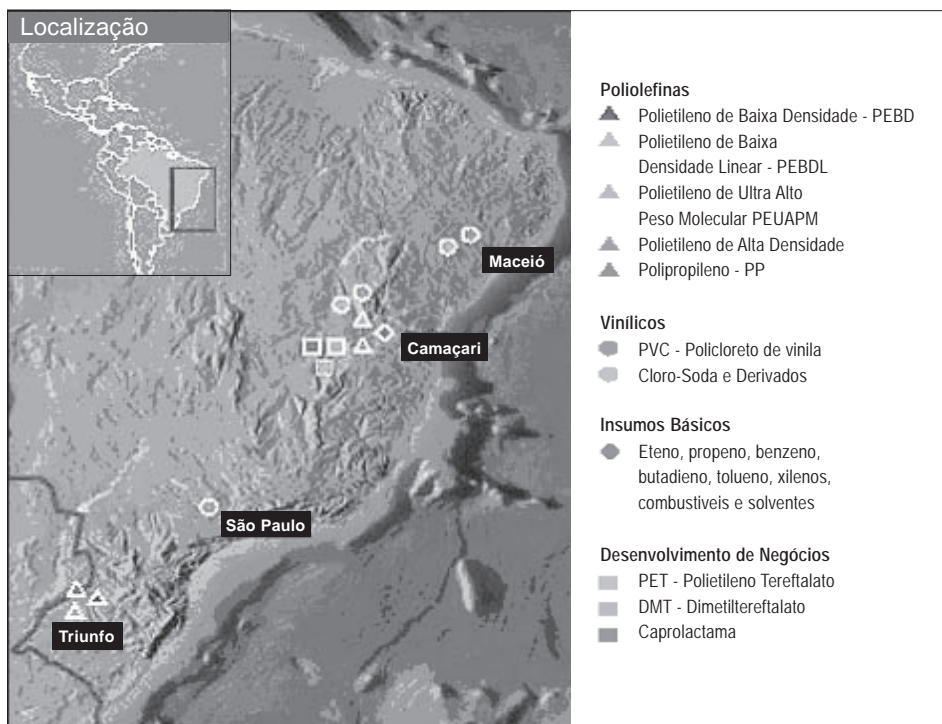 Localização
Maceió
Camaçari
São Paulo
Triunfo
Poliolefinas
Polietileno de Baixa Densidade - PEBD
Polietileno de Baixa
Densidade Linear - PEBDL
Polietileno de Ultra Alto
Peso Molecular PEUAPM
Polietileno de Alta Densidade
Polipropileno - PP
Vinílicos
PVC - Policloreto de vinila
Cloro-Soda e Derivados
Insumos Básicos
Eteno, propeno, benzeno,
butadieno, tolueno, xilenos,
combustiveis e solventes
Desenvolvimento de Negócios
PET - Polietileno Tereftalato
DMT - Dimetiltereftalato
Caprolactama